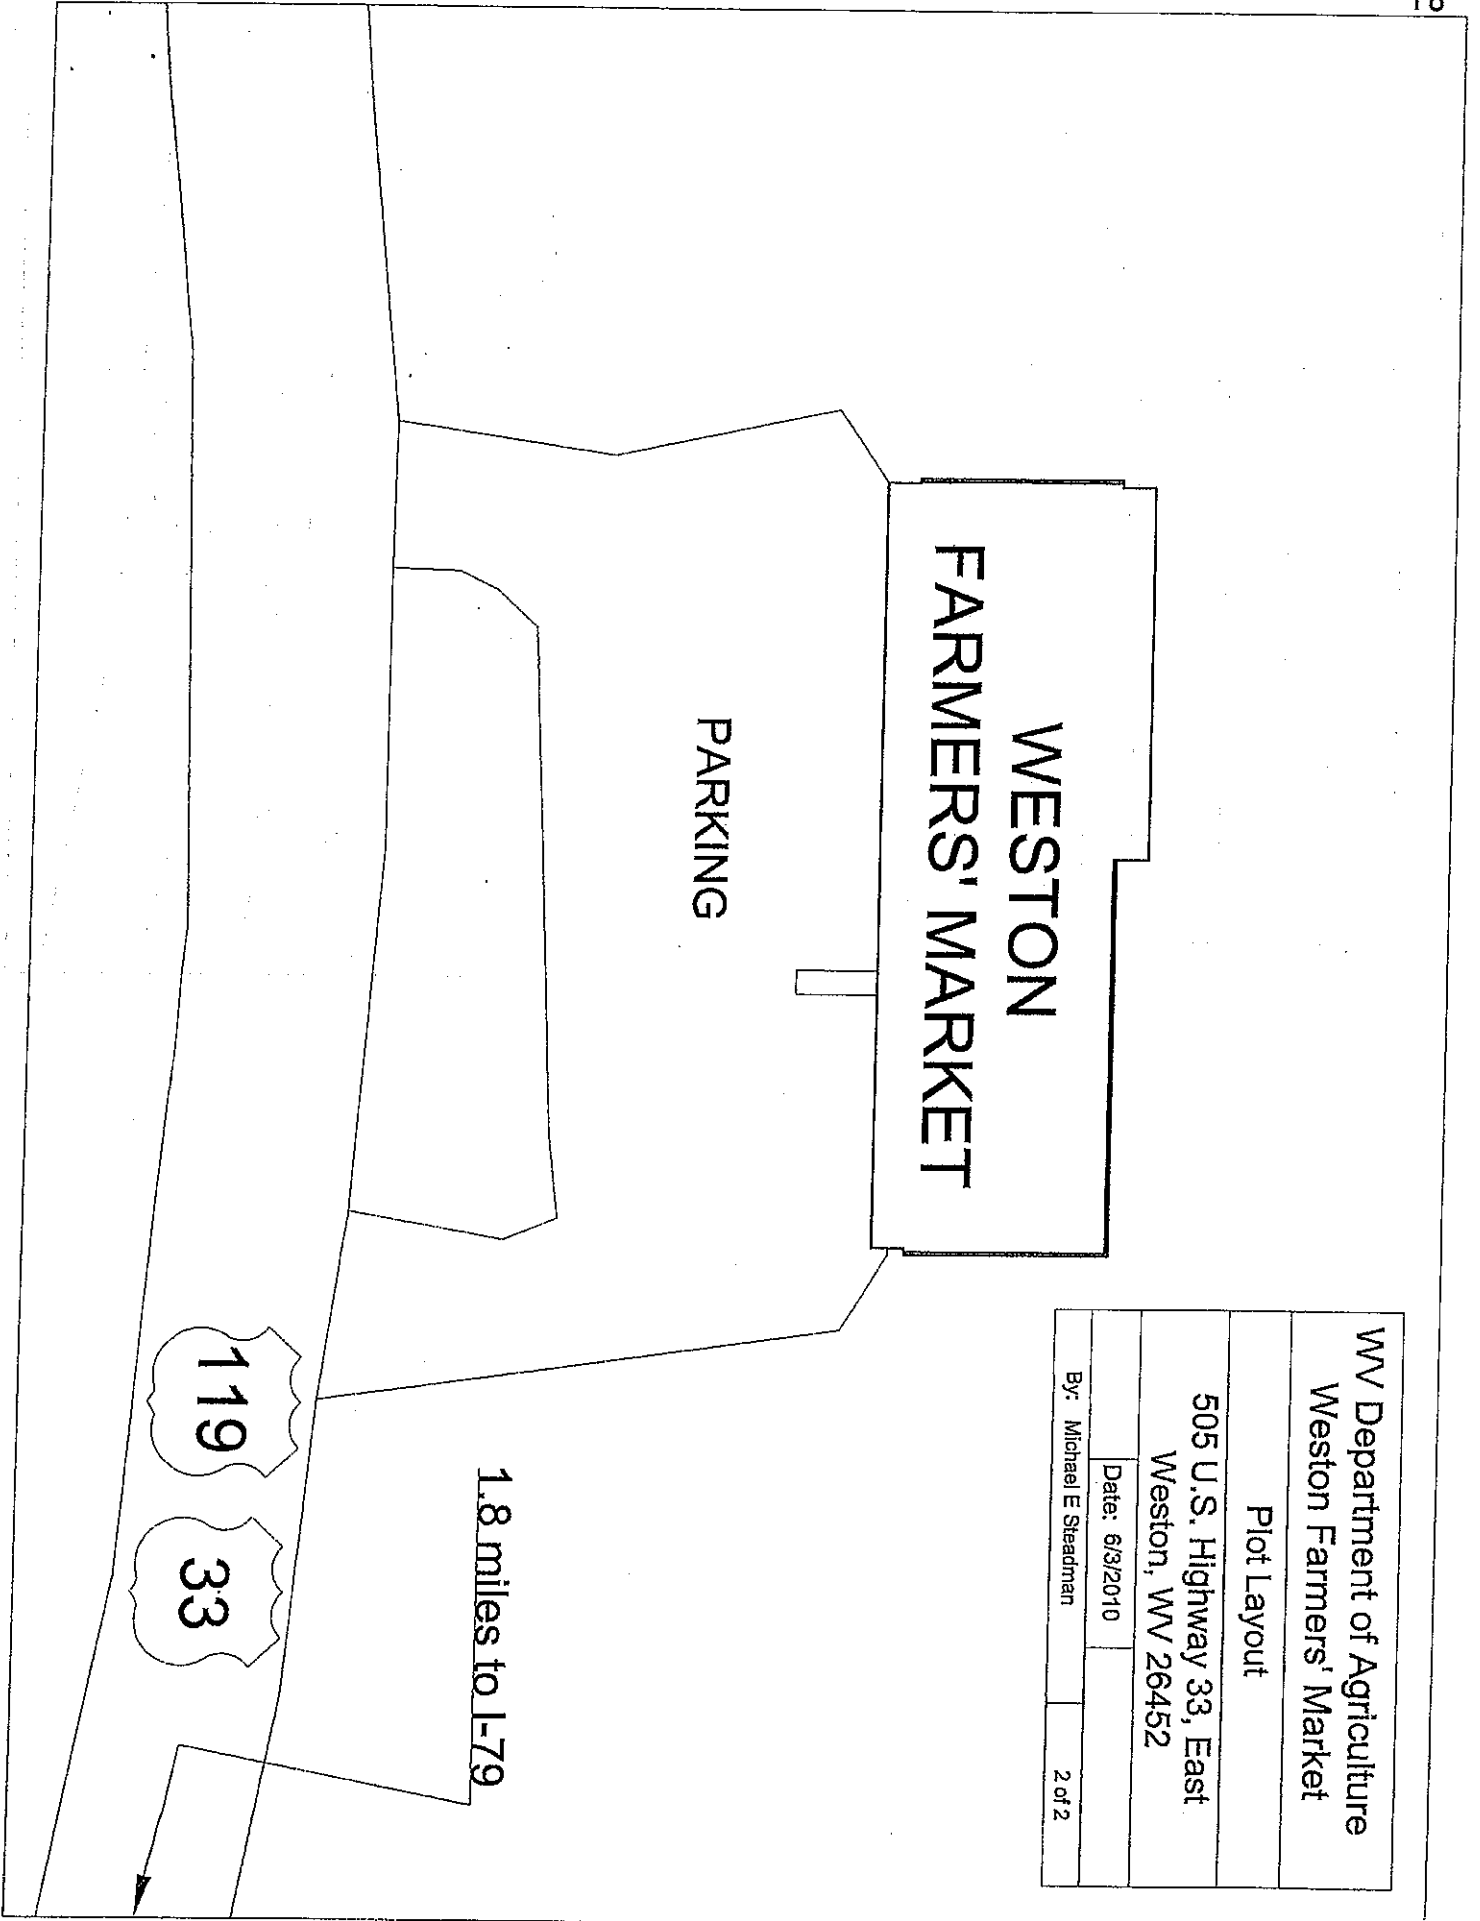 18
WV Department of Agriculture
Weston Farmers' Market
Plot Layout
505 U.S. Highway 33, East
Weston, WV 26452
Date: 6/3/2010
By: Michael E Steadman
2 of 2
WESTON
FARMERS' MARKET
PARKING
1.8 miles to I-79
119
33